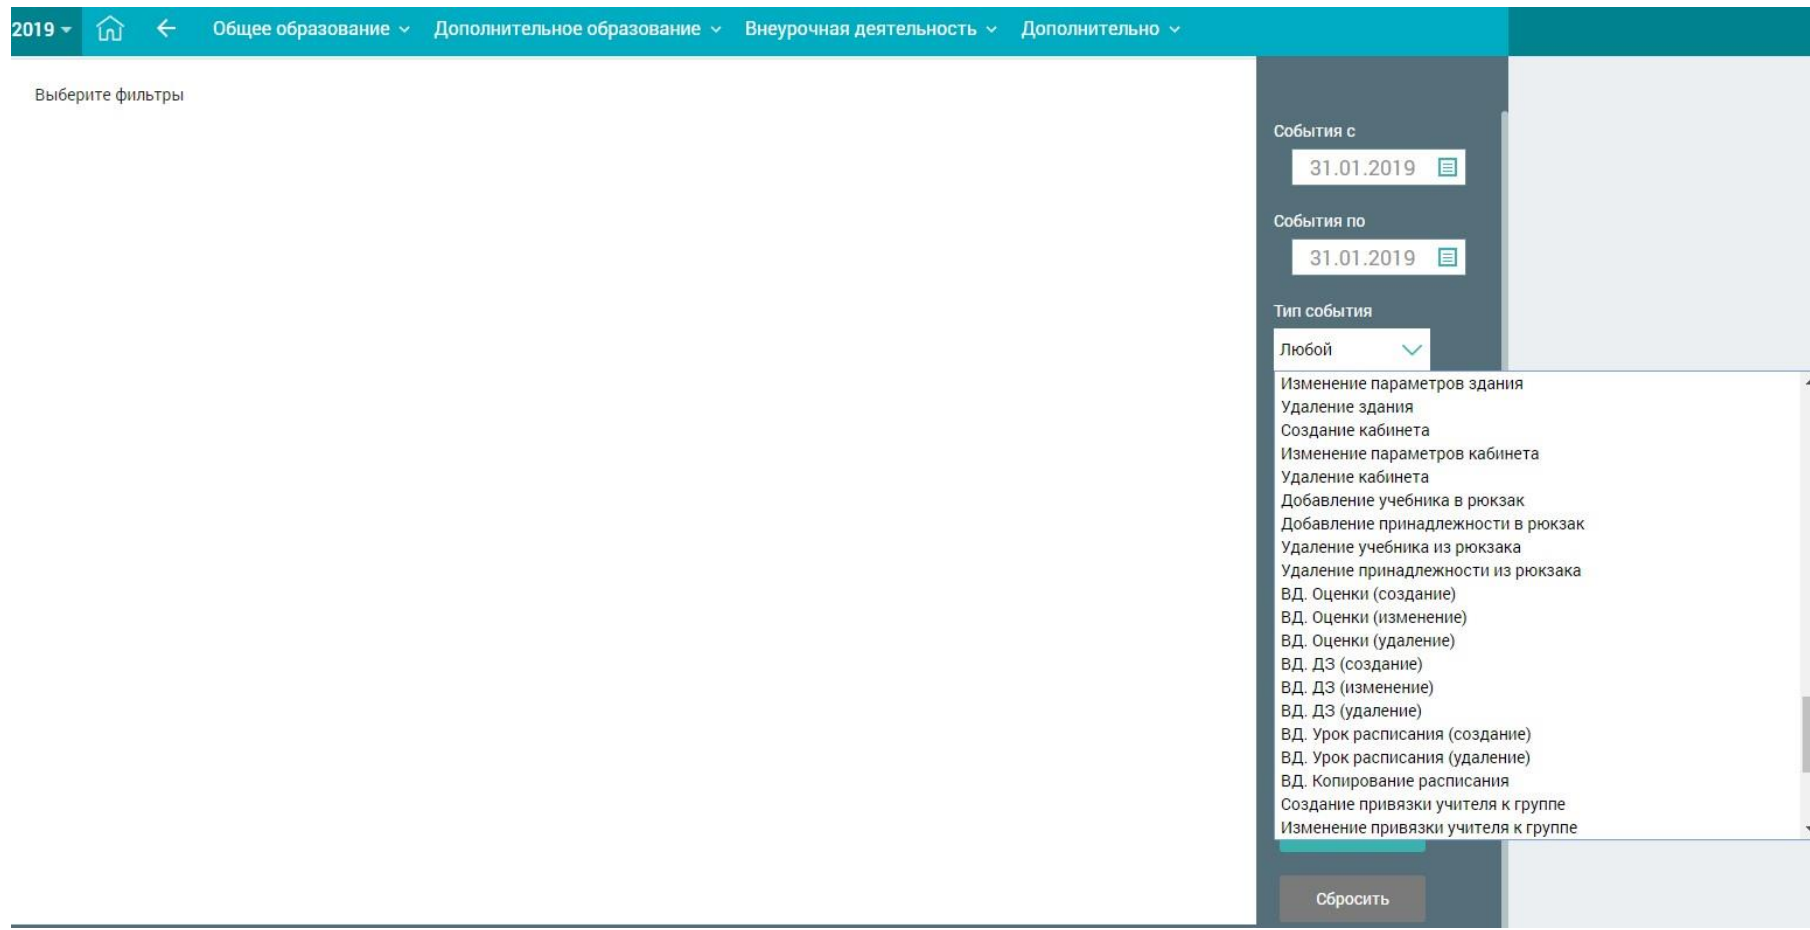 2019 Общее образование Дополнительное образование Внеурочная деятельность Дополнительно
Выберите фильтры
События с
31.01.2019
События по
31.01.2019
Тип события
Любой
Изменение параметров здания
Удаление здания
Создание кабинета
Изменение параметров кабинета
Удаление кабинета
Добавление учебника в рюкзак
Добавление принадлежности в рюкзак
Удаление учебника из рюкзака
Удаление принадлежности из рюкзака
ВД. Оценки (создание)
ВД. Оценки (изменение)
ВД. Оценки (удаление)
ВД. ДЗ (создание)
ВД. ДЗ (изменение)
ВД. ДЗ (удаление)
ВД. Урок расписания (создание)
ВД. Урок расписания (удаление)
ВД. Копирование расписания
Создание привязки учителя к группе
Изменение привязки учителя к группе
Сбросить